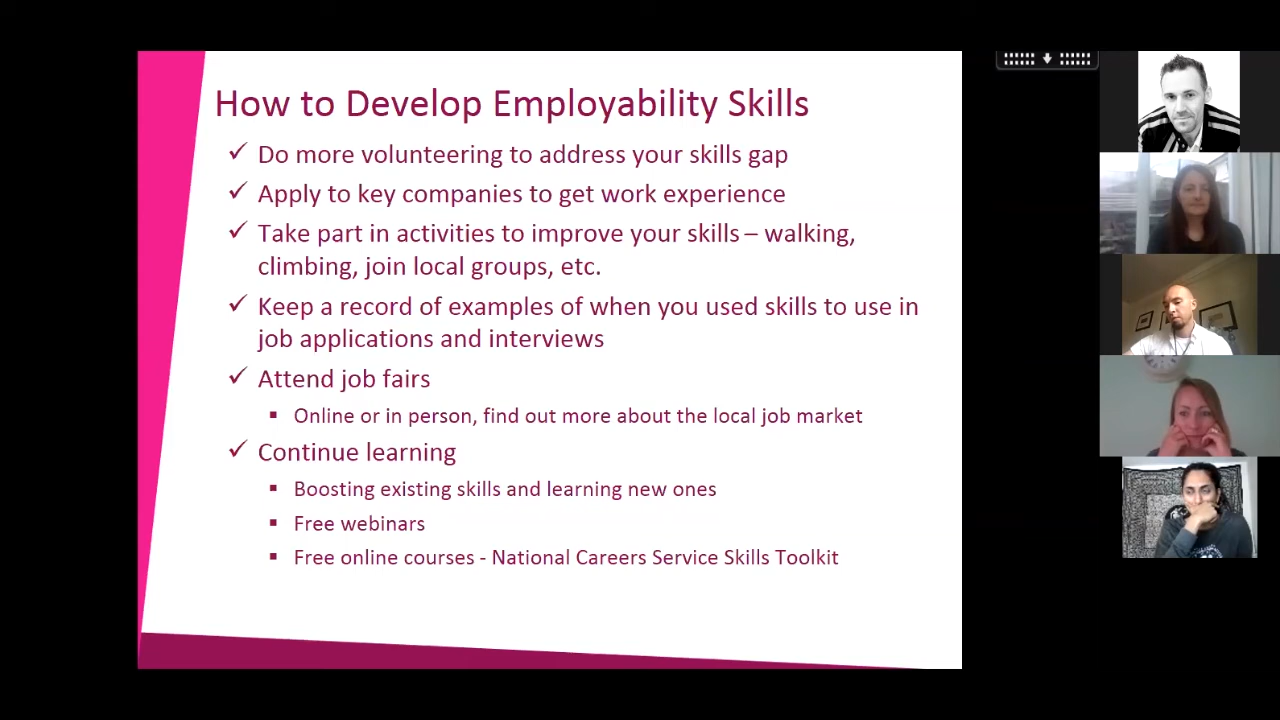 How to Develop Employability Skills
✓ Do more volunteering to address your skills gap
✓ Apply to key companies to get work experience
✓ Take part in activities to improve your skills – walking,
climbing, join local groups, etc.
✓ Keep a record of examples of when you used skills to use in
job applications and interviews
✓ Attend job fairs
▪ Online or in person, find out more about the local job market
✓ Continue learning
▪ Boosting existing skills and learning new ones
▪ Free webinars
▪ Free online courses - National Careers Service Skills Toolkit